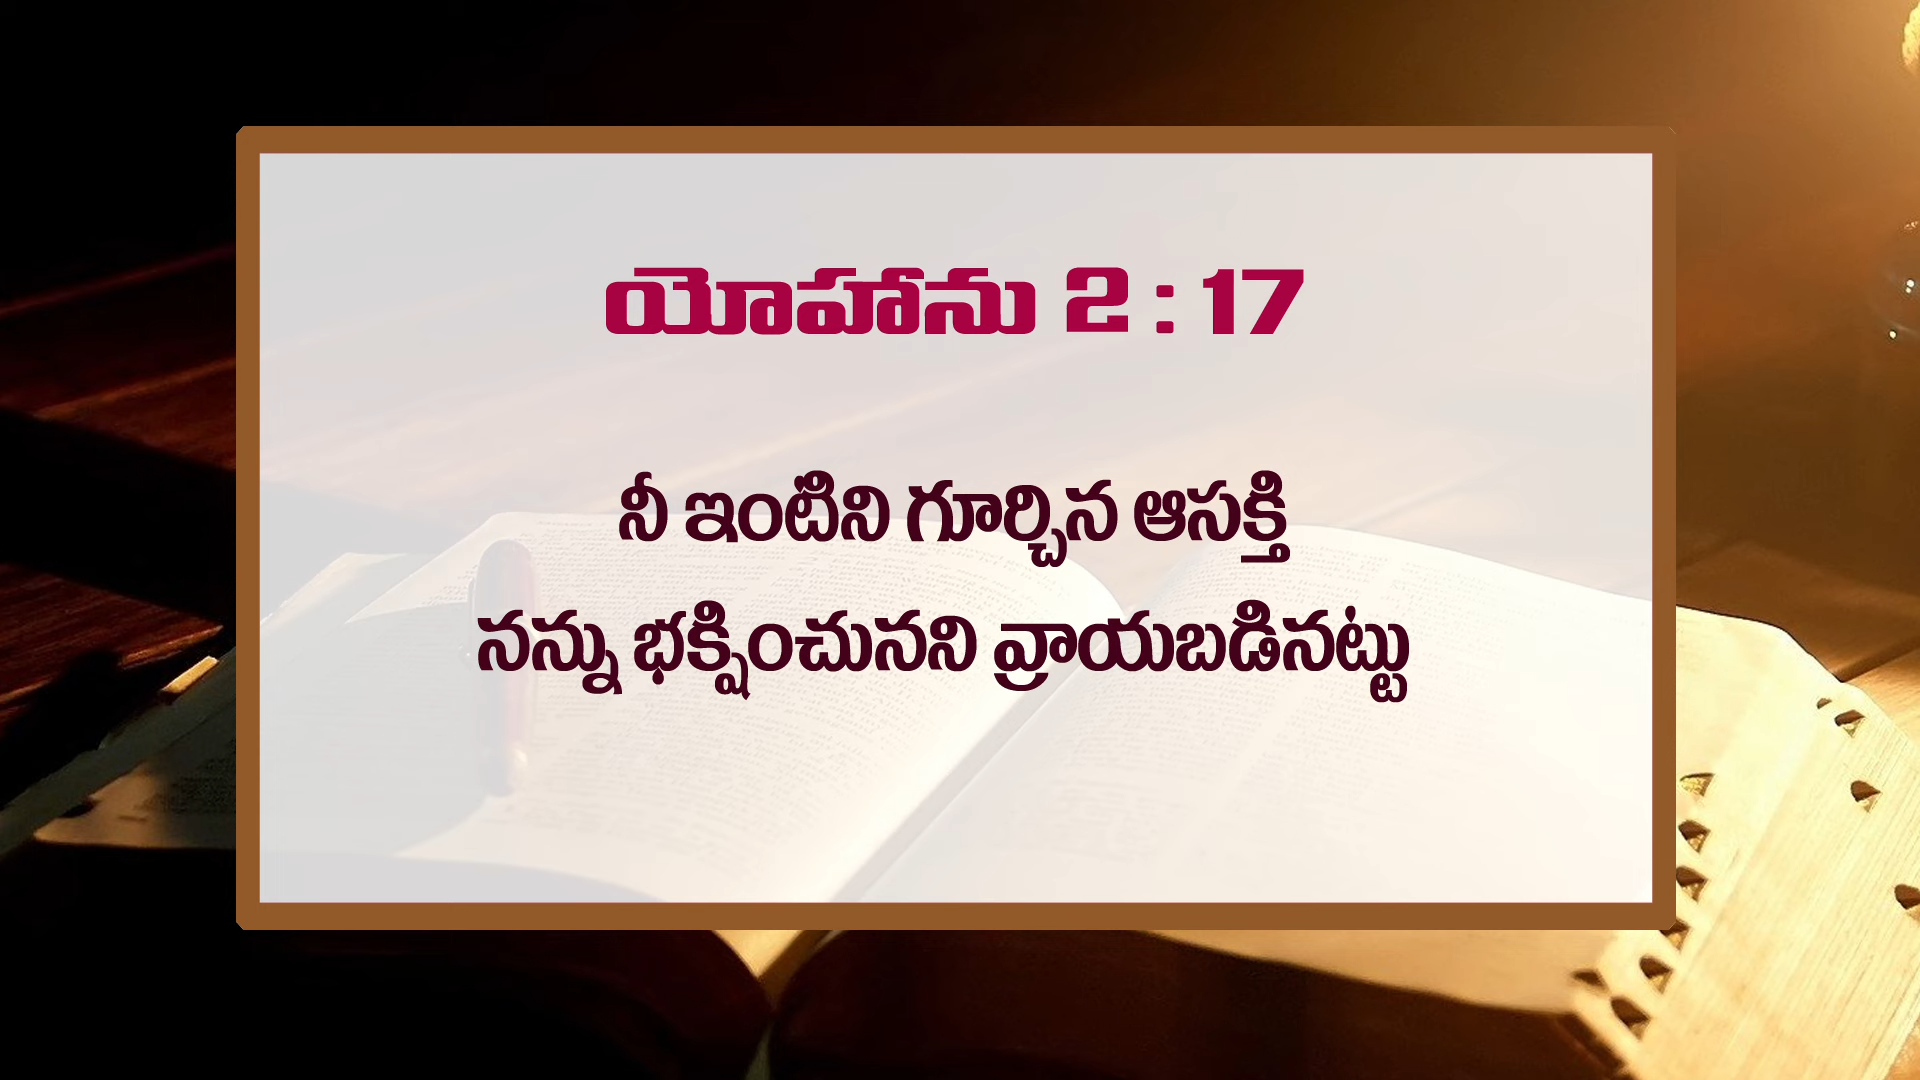 యోహాను 2 : 17
నీ ఇంటిని గూర్చిన ఆసక్తి
నన్ను భక్షించునని వ్రాయబడినట్టు